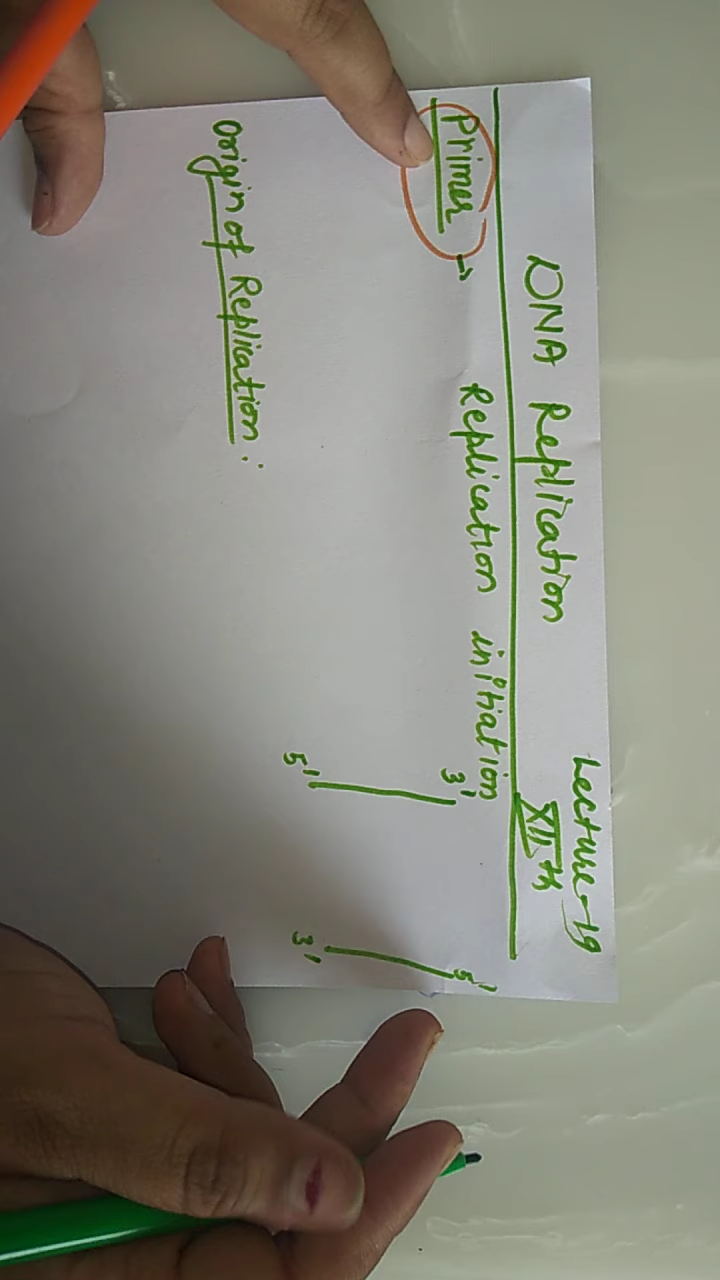 Lecture-19
DNA Replication XIIth
Primer → Replication initiation
3' 5'
5' 3'
Origin of Replication: